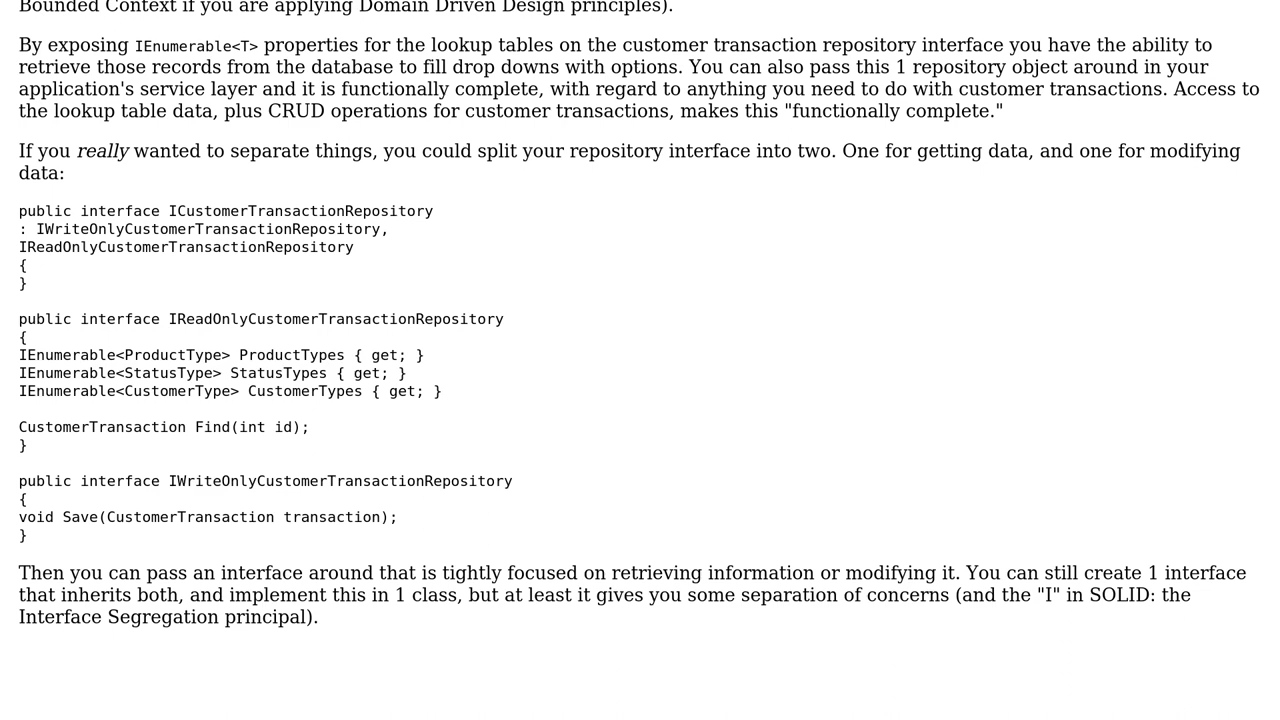 Bounded Context if you are applying Domain Driven Design principles).
By exposing IEnumerable<T> properties for the lookup tables on the customer transaction repository interface you have the ability to
retrieve those records from the database to fill drop downs with options. You can also pass this 1 repository object around in your
application's service layer and it is functionally complete, with regard to anything you need to do with customer transactions. Access to
the lookup table data, plus CRUD operations for customer transactions, makes this "functionally complete."
If you really wanted to separate things, you could split your repository interface into two. One for getting data, and one for modifying
data:
public interface ICustomerTransactionRepository
: IWriteOnlyCustomerTransactionRepository,
IReadOnlyCustomerTransactionRepository
{
}
public interface IReadOnlyCustomerTransactionRepository
{
IEnumerable<ProductType> ProductTypes { get; }
IEnumerable<StatusType> StatusTypes { get; }
IEnumerable<CustomerType> CustomerTypes { get; }
CustomerTransaction Find(int id);
}
public interface IWriteOnlyCustomerTransactionRepository
{
void Save(CustomerTransaction transaction);
}
Then you can pass an interface around that is tightly focused on retrieving information or modifying it. You can still create 1 interface
that inherits both, and implement this in 1 class, but at least it gives you some separation of concerns (and the "I" in SOLID: the
Interface Segregation principal).